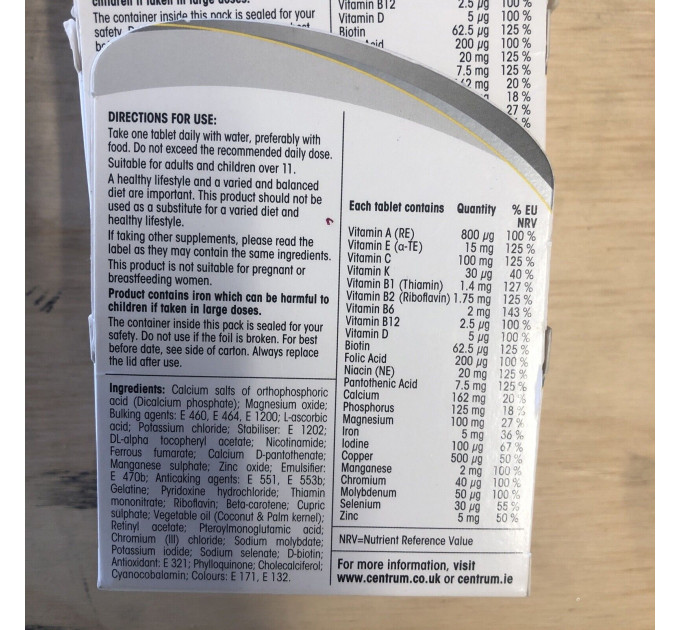 The container inside this pack is sealed for your
safety.
Vitamin B12 2.5 µg 100 %
Vitamin D 5 µg 100 %
Biotin 62.5 µg 125 %
200 µg 100 %
20 mg 125 %
7.5 mg 125 %
mg 20 %
18 %
27 %
%
DIRECTIONS FOR USE:
Take one tablet daily with water, preferably with
food. Do not exceed the recommended daily dose.
Suitable for adults and children over 11.
A healthy lifestyle and a varied and balanced
diet are important. This product should not be
used as a substitute for a varied diet and
healthy lifestyle.
If taking other supplements, please read the
label as they may contain the same ingredients.
This product is not suitable for pregnant or
breastfeeding women.
Product contains iron which can be harmful to
children if taken in large doses.
The container inside this pack is sealed for your
safety. Do not use if the foil is broken. For best
before date, see side of carton. Always replace
the lid after use.
Ingredients: Calcium salts of orthophosphoric
acid (Dicalcium phosphate); Magnesium oxide;
Bulking agents: E 460, E 464, E 1200; L-ascorbic
acid; Potassium chloride; Stabiliser: E 1202;
DL-alpha tocopheryl acetate; Nicotinamide;
Ferrous fumarate; Calcium D-pantothenate;
Manganese sulphate; Zinc oxide; Emulsifier:
E 470b; Anticaking agents: E 551, E 553b;
Gelatine; Pyridoxine hydrochloride; Thiamin
mononitrate; Riboflavin; Beta-carotene; Cupric
sulphate; Vegetable oil (Coconut & Palm kernel);
Retinyl acetate; Pteroylmonoglutamic acid;
Chromium (III) chloride; Sodium molybdate;
Potassium iodide; Sodium selenate; D-biotin;
Antioxidant: E 321; Phylloquinone; Cholecalciferol;
Cyanocobalamin; Colours: E 171, E 132.
Each tablet contains Quantity % EU
NRV
Vitamin A (RE) 800 µg 100 %
Vitamin E (α-TE) 15 mg 125 %
Vitamin C 100 mg 125 %
Vitamin K 30 µg 40 %
Vitamin B1 (Thiamin) 1.4 mg 127 %
Vitamin B2 (Riboflavin) 1.75 mg 125 %
Vitamin B6 2 mg 143 %
Vitamin B12 2.5 µg 100 %
Vitamin D 5 µg 100 %
Biotin 62.5 µg 125 %
Folic Acid 200 µg 100 %
Niacin (NE) 20 mg 125 %
Pantothenic Acid 7.5 mg 125 %
Calcium 162 mg 20 %
Phosphorus 125 mg 18 %
Magnesium 100 mg 27 %
Iron 5 mg 36 %
Iodine 100 µg 67 %
Copper 500 µg 50 %
Manganese 2 mg 100 %
Chromium 40 µg 100 %
Molybdenum 50 µg 100 %
Selenium 30 µg 55 %
Zinc 5 mg 50 %
NRV=Nutrient Reference Value
For more information, visit
www.centrum.co.uk or centrum.ie